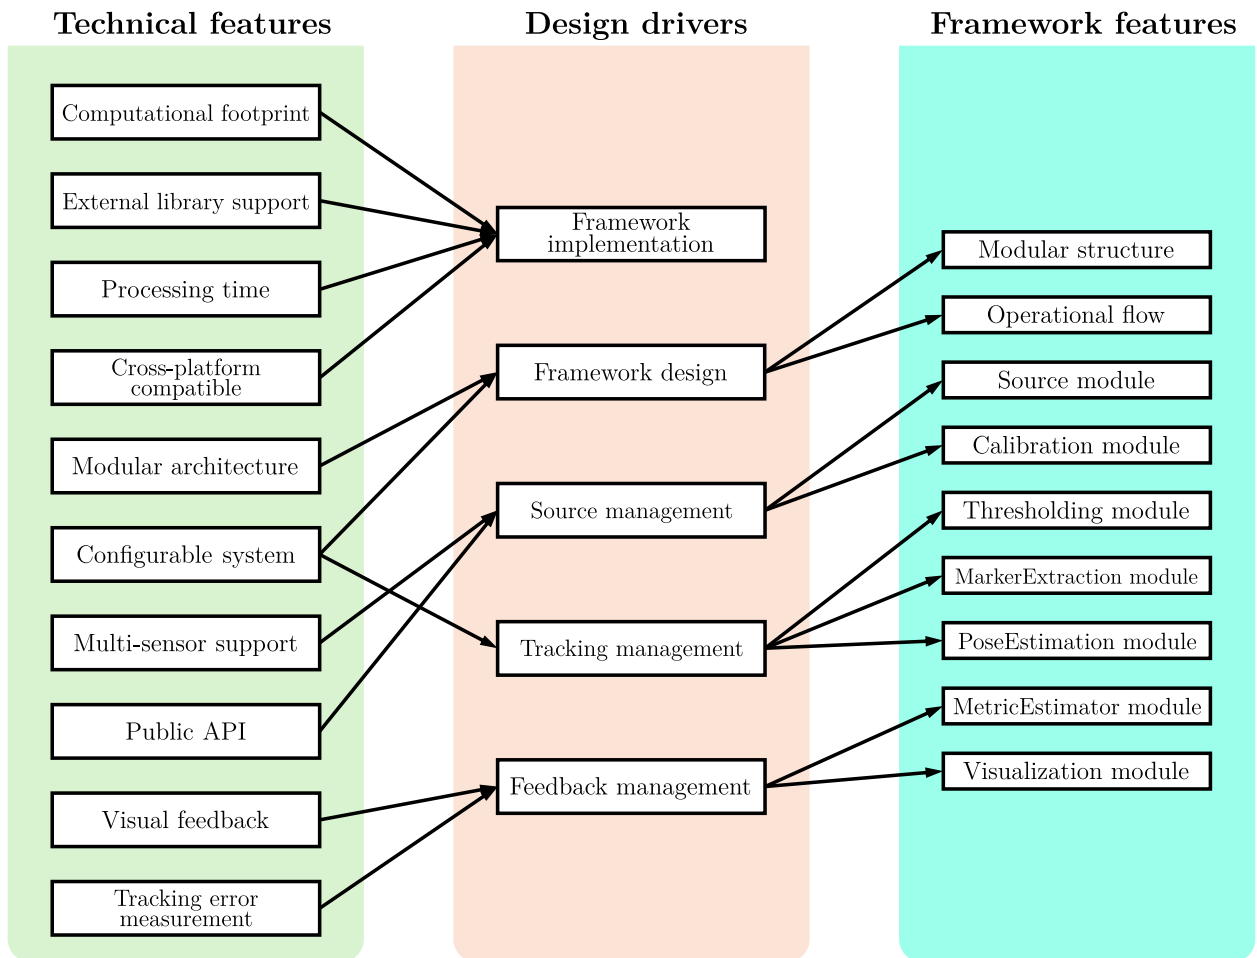 Technical features
Design drivers
Framework features
Computational footprint
External library support
Processing time
Cross-platform
compatible
Modular architecture
Configurable system
Multi-sensor support
Public API
Visual feedback
Tracking error
measurement
Framework
implementation
Framework design
Source management
Tracking management
Feedback management
Modular structure
Operational flow
Source module
Calibration module
Thresholding module
MarkerExtraction module
PoseEstimation module
MetricEstimator module
Visualization module